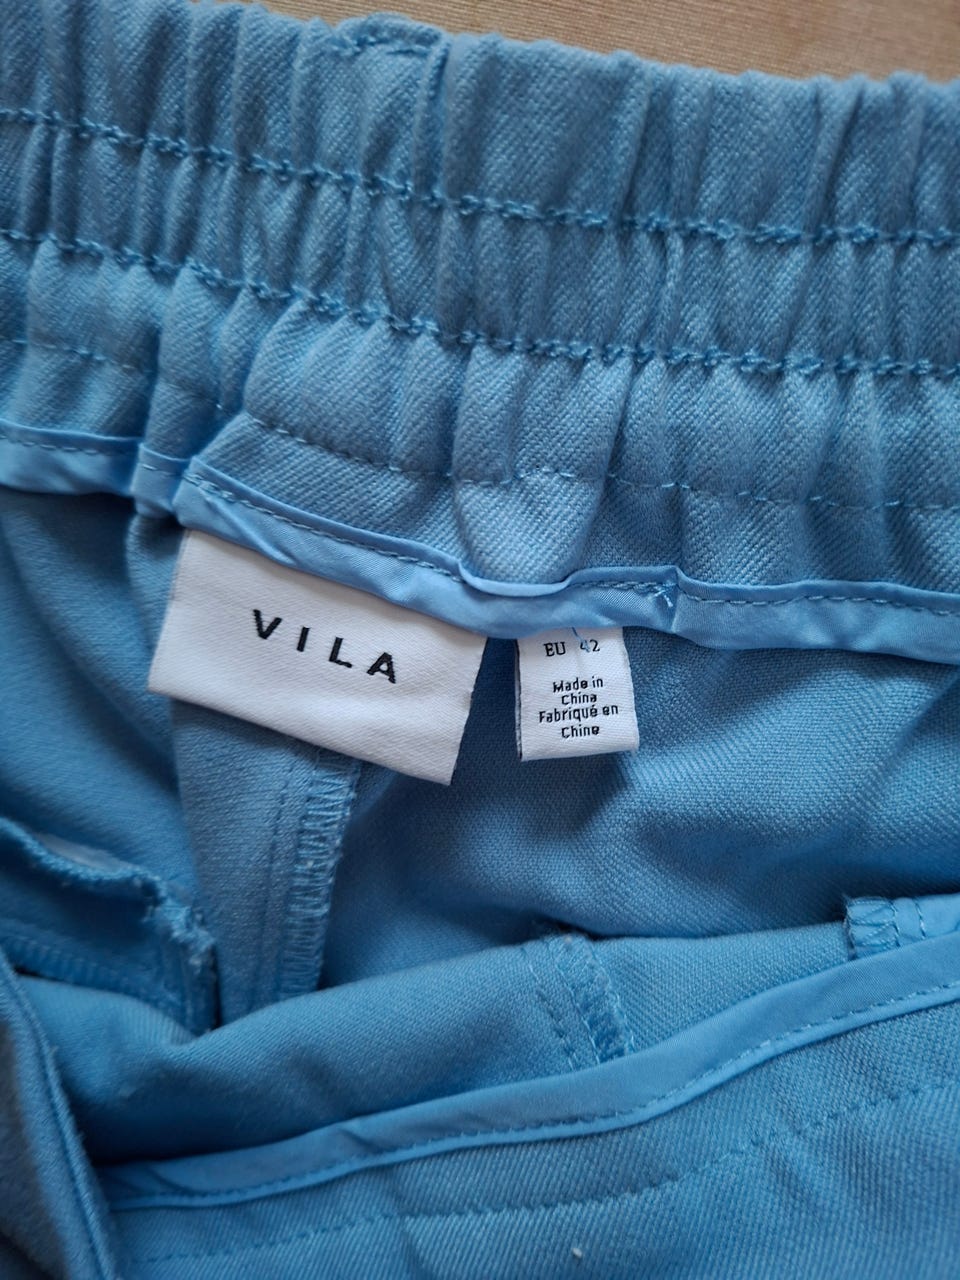 VILA
EU 42
Made in
China
Fabriqué en
Chine